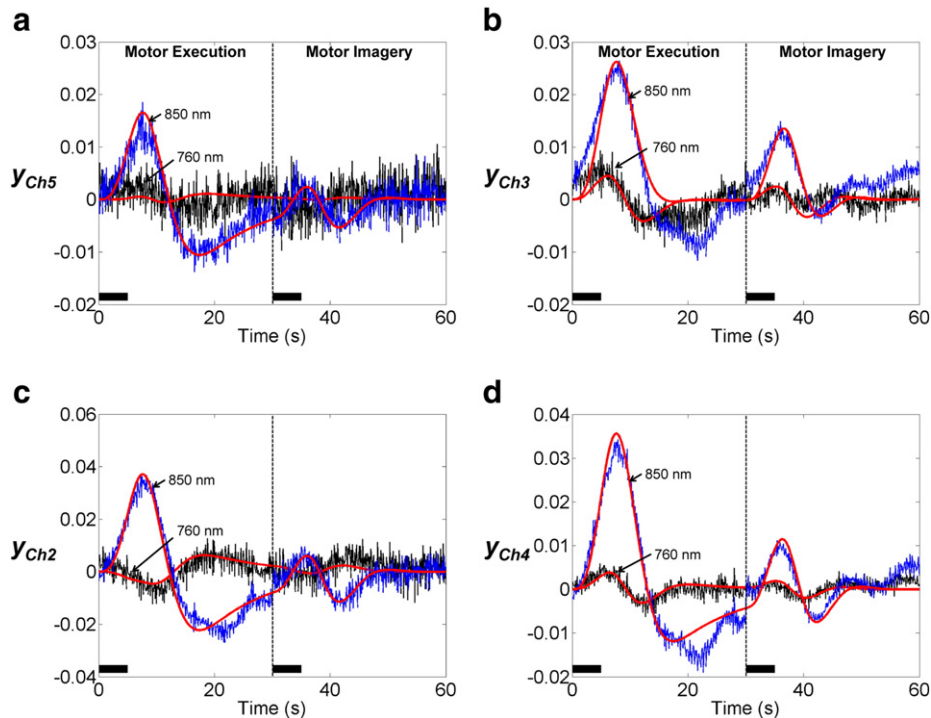 a
Motor Execution Motor Imagery
0.03
0.02
0.01
0
-0.01
-0.02
yCh5
850 nm
760 nm
0 20 40 60
Time (s)
b
Motor Execution Motor Imagery
0.03
0.02
0.01
0
-0.01
-0.02
yCh3
850 nm
760 nm
0 20 40 60
Time (s)
c
0.06
0.04
0.02
0
-0.02
-0.04
yCh2
850 nm
760 nm
0 20 40 60
Time (s)
d
0.04
0.03
0.02
0.01
0
-0.01
-0.02
yCh4
850 nm
760 nm
0 20 40 60
Time (s)